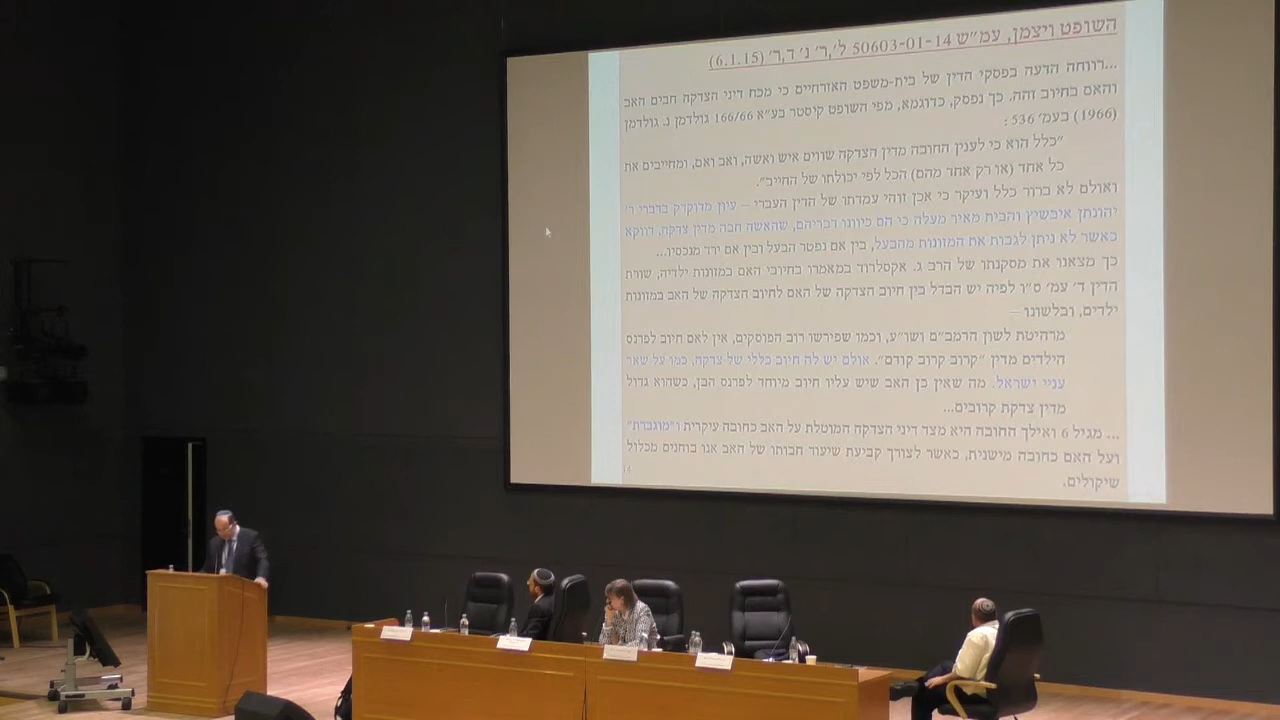 השופט ויצמן, עמ״ש 50603-01-14 ל׳,ר׳ נ׳ ד,ר׳ (6.1.15)
...רווחה הדעה בפסקי הדין של בית-משפט האזרחיים כי מכח דיני הצדקה חבים האב
והאם בחיוב זהה. כך נפסק, כדוגמא, מפי השופט קיסטר בע״א 166/66 גולדמן נ. גולדמן
(1966) בעמ׳ 536 :
״כלל הוא כי לענין החובה מדין הצדקה שווים איש ואשה, ואב ואם, ומחייבים את
כל אחד (או רק אחד מהם) הכל לפי יכולתו של החייב״.
ואולם לא ברור כלל ועיקר כי אכן זוהי עמדתו של הדין העברי – עיון מדוקדק בדברי ר׳
יהונתן איבשיץ והבית מאיר מעלה כי הם כיוונו דבריהם, שהאשה חבה מדין צדקה, דווקא
כאשר לא ניתן לגבות את המזונות מהבעל, בין אם נפטר הבעל ובין אם ירד מנכסיו...
כך מצאנו את מסקנתו של הרב ג. אקסלרוד במאמרו בחיובי האם במזונות ילדיה, שורת
הדין ד׳ עמ׳ ס״ו לפיה יש הבדל בין חיוב הצדקה של האם לחיוב הצדקה של האב במזונות
ילדים, ובלשונו –
מרהיטת לשון הרמב״ם ושו״ע, וכמו שפירשו רוב הפוסקים, אין לאם חיוב לפרנס
הילדים מדין ״קרוב קרוב קודם״. אולם יש לה חיוב כללי של צדקה, כמו על שאר
עניי ישראל. מה שאין כן האב שיש עליו חיוב מיוחד לפרנס הבן, כשהוא גדול
מדין צדקת קרובים...
... מגיל 6 ואילך החובה היא מצד דיני הצדקה המוטלת על האב כחובה עיקרית ו״מוגברת״
ועל האם כחובה מישנית, כאשר לצורך קביעת שיעור חבותו של האב אנו בוחנים מכלול
שיקולים.
14